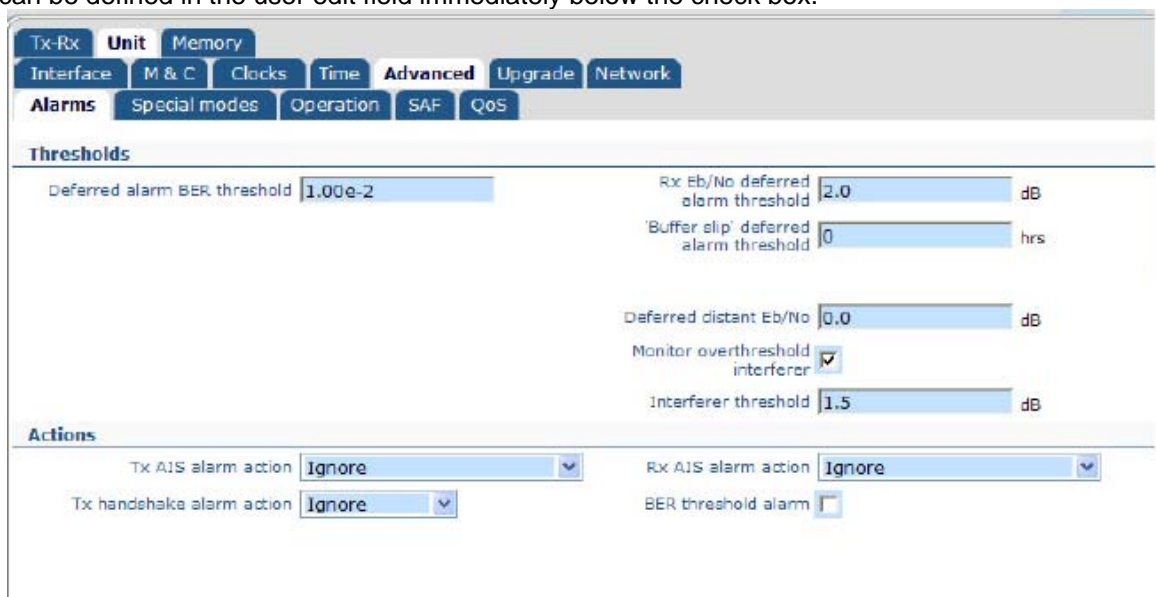 can be defined in the user edit field immediately below the check box.
Tx-Rx Unit Memory
Interface M & C Clocks Time Advanced Upgrade Network
Alarms Special modes Operation SAF QoS
Thresholds
Deferred alarm BER threshold 1.00e-2
Rx Eb/No deferred
alarm threshold 2.0 dB
'Buffer slip' deferred
alarm threshold 0 hrs
Deferred distant Eb/No 0.0 dB
Monitor overthreshold
interferer
Interferer threshold 1.5 dB
Actions
Tx AIS alarm action Ignore
Rx AIS alarm action Ignore
Tx handshake alarm action Ignore
BER threshold alarm